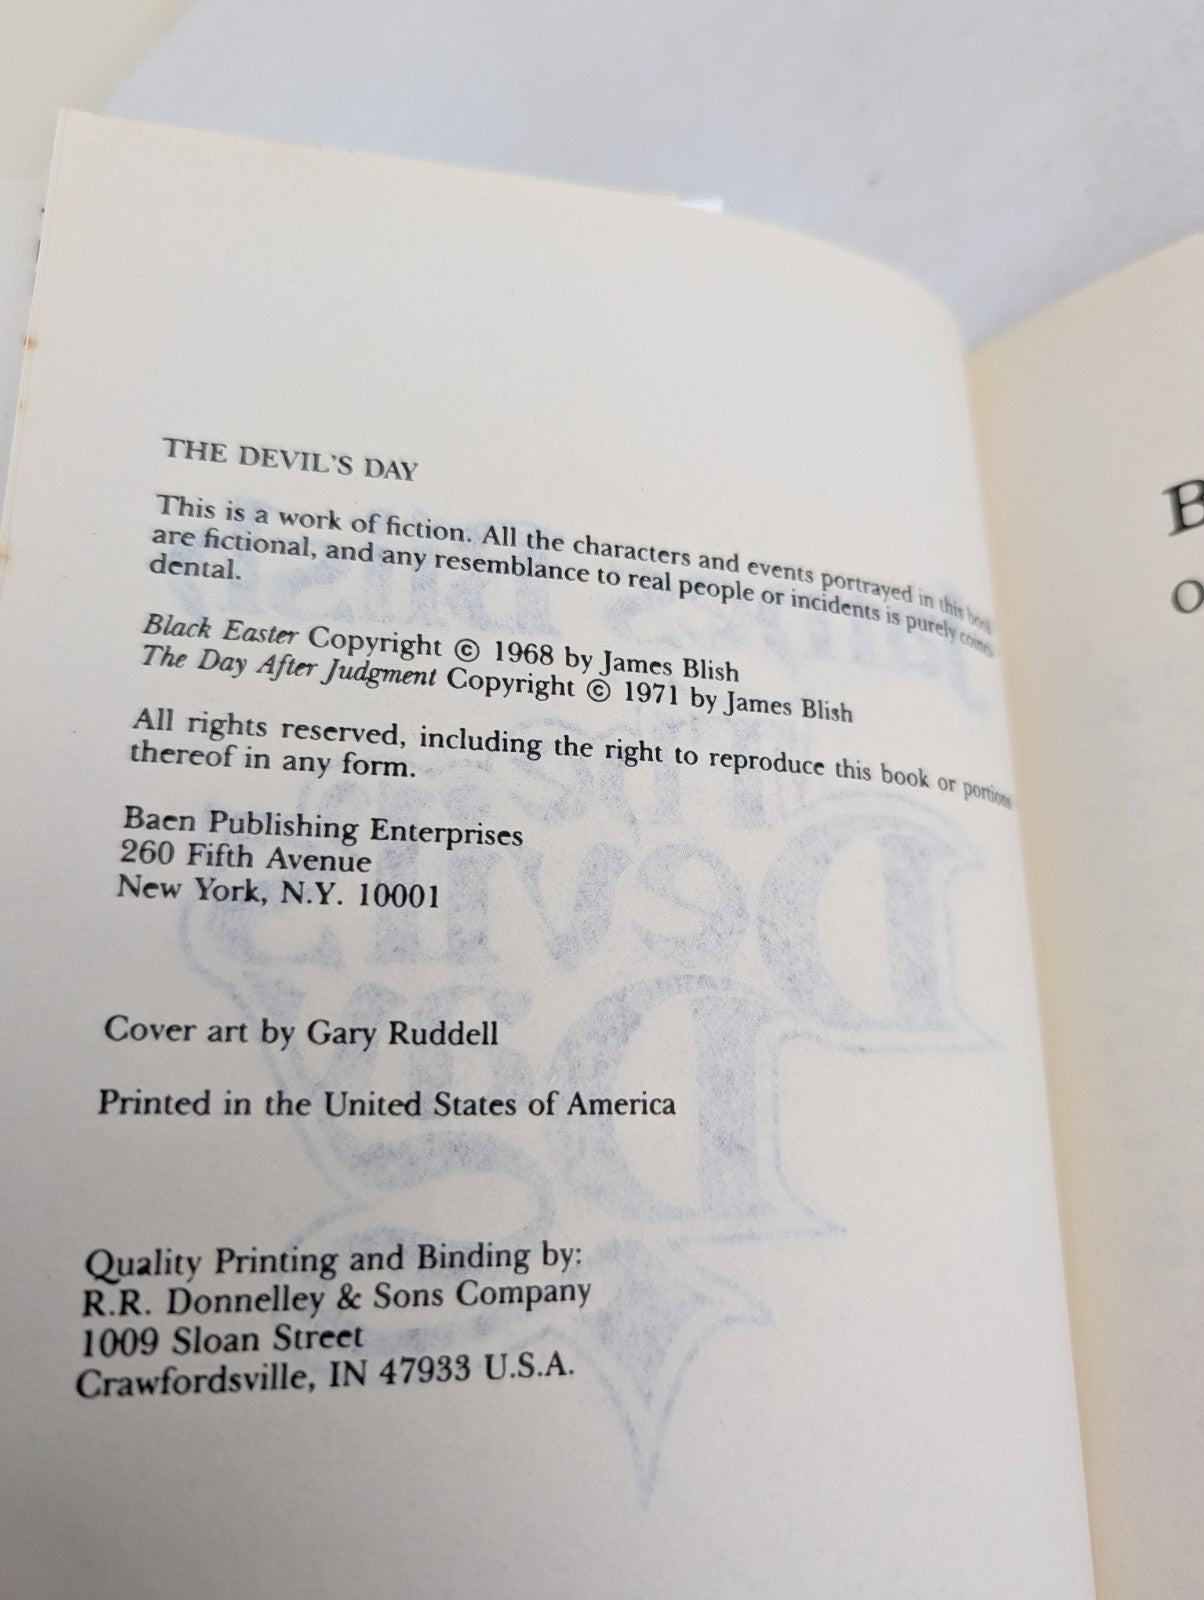 THE DEVIL'S DAY
This is a work of fiction. All the characters and events portrayed in this book
are fictional, and any resemblance to real people or incidents is purely coinci-
dental.
Black Easter Copyright © 1968 by James Blish
The Day After Judgment Copyright © 1971 by James Blish
All rights reserved, including the right to reproduce this book or portions
thereof in any form.
Baen Publishing Enterprises
260 Fifth Avenue
New York, N.Y. 10001
Cover art by Gary Ruddell
Printed in the United States of America
Quality Printing and Binding by:
R.R. Donnelley & Sons Company
1009 Sloan Street
Crawfordsville, IN 47933 U.S.A.